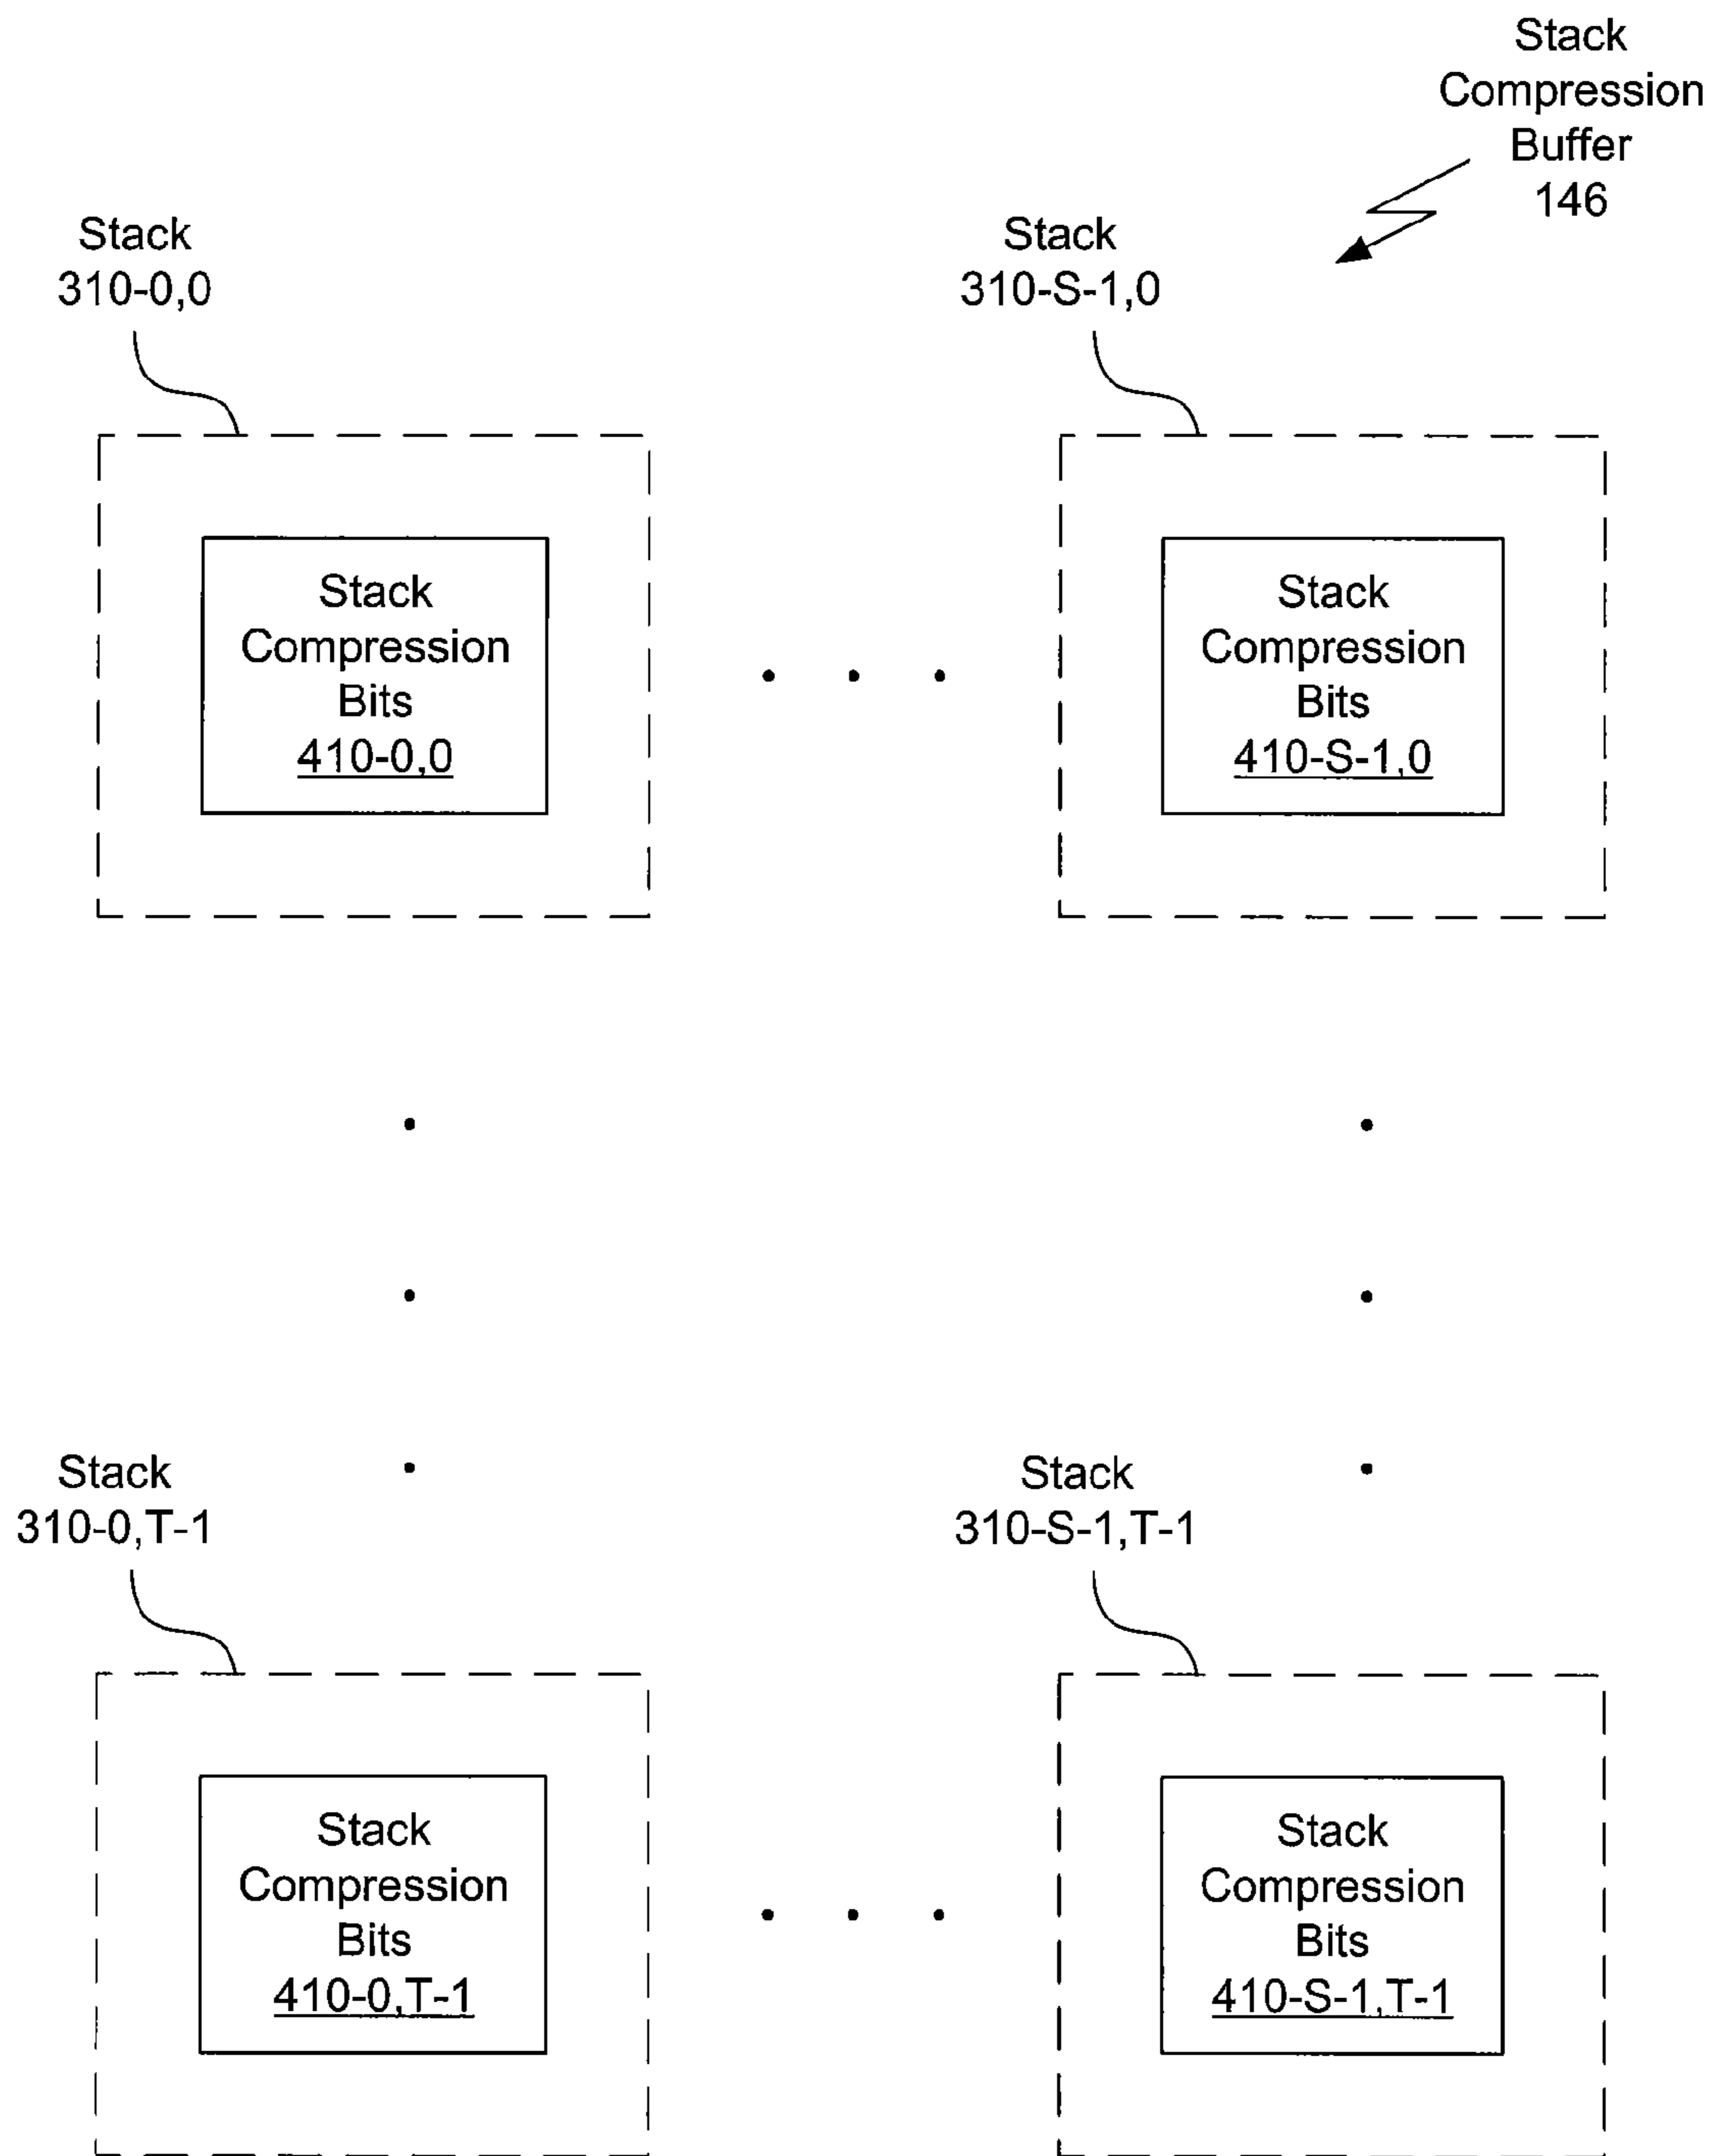 Stack
Compression
Buffer
146
Stack
310-0,0
Stack
310-S-1,0
Stack
Compression
Bits
410-0,0
Stack
Compression
Bits
410-S-1,0
Stack
310-0,T-1
Stack
310-S-1,T-1
Stack
Compression
Bits
410-0,T-1
Stack
Compression
Bits
410-S-1,T-1